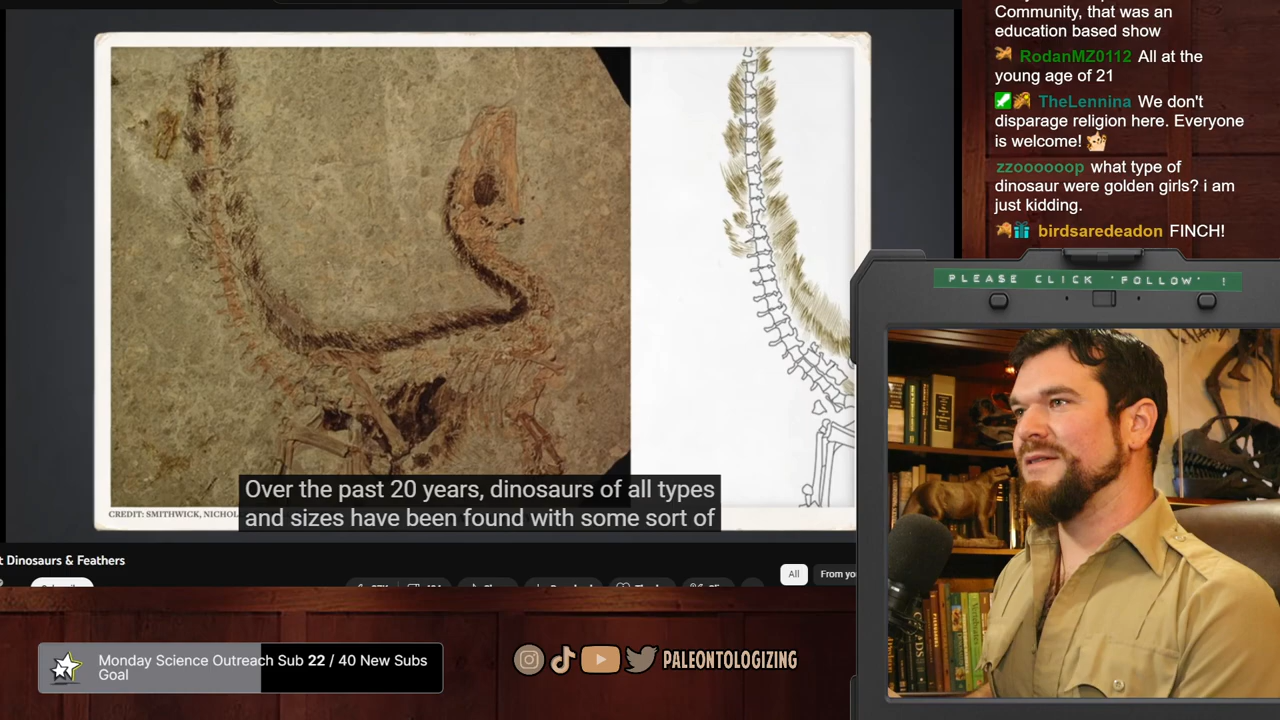 Community, that was an
education based show
RodanMZ0112 All at the
young age of 21
TheLennina We don't
disparage religion here. Everyone
is welcome!
zzoooooop what type of
dinosaur were golden girls? i am
just kidding.
birdsaredeadon FINCH!
PLEASE CLICK 'FOLLOW' !
Over the past 20 years, dinosaurs of all types
and sizes have been found with some sort of
CREDIT: SMITHWICK, NICHOL
t Dinosaurs & Feathers
All
From yo
Monday Science Outreach Sub 22 / 40 New Subs
Goal
PALEONTOLOGIZING